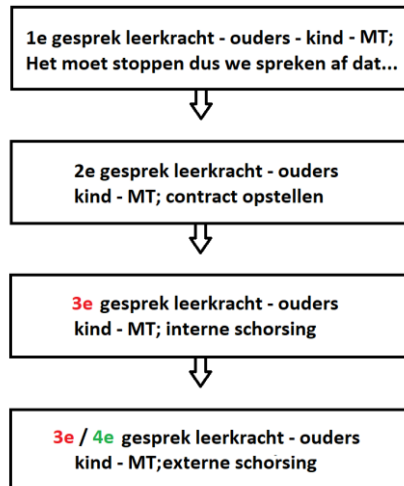 1e gesprek leerkracht - ouders - kind - MT;
Het moet stoppen dus we spreken af dat...
2e gesprek leerkracht - ouders
kind - MT; contract opstellen
3e gesprek leerkracht - ouders
kind - MT; interne schorsing
3e / 4e gesprek leerkracht - ouders
kind - MT;externe schorsing